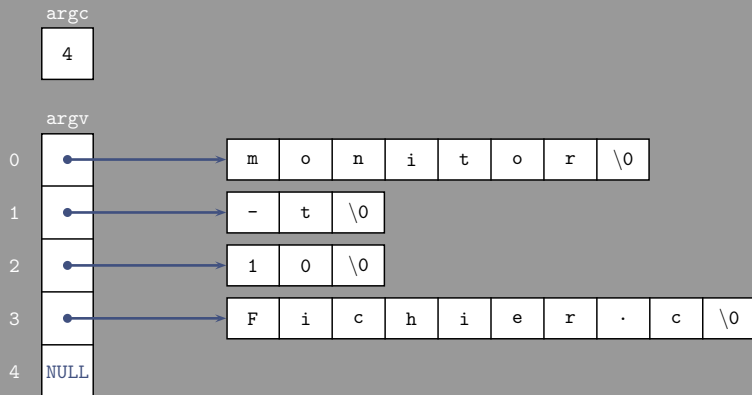 argc
4
argv
0 m o n i t o r \0
1 - t \0
2 1 0 \0
3 F i c h i e r . c \0
4 NULL